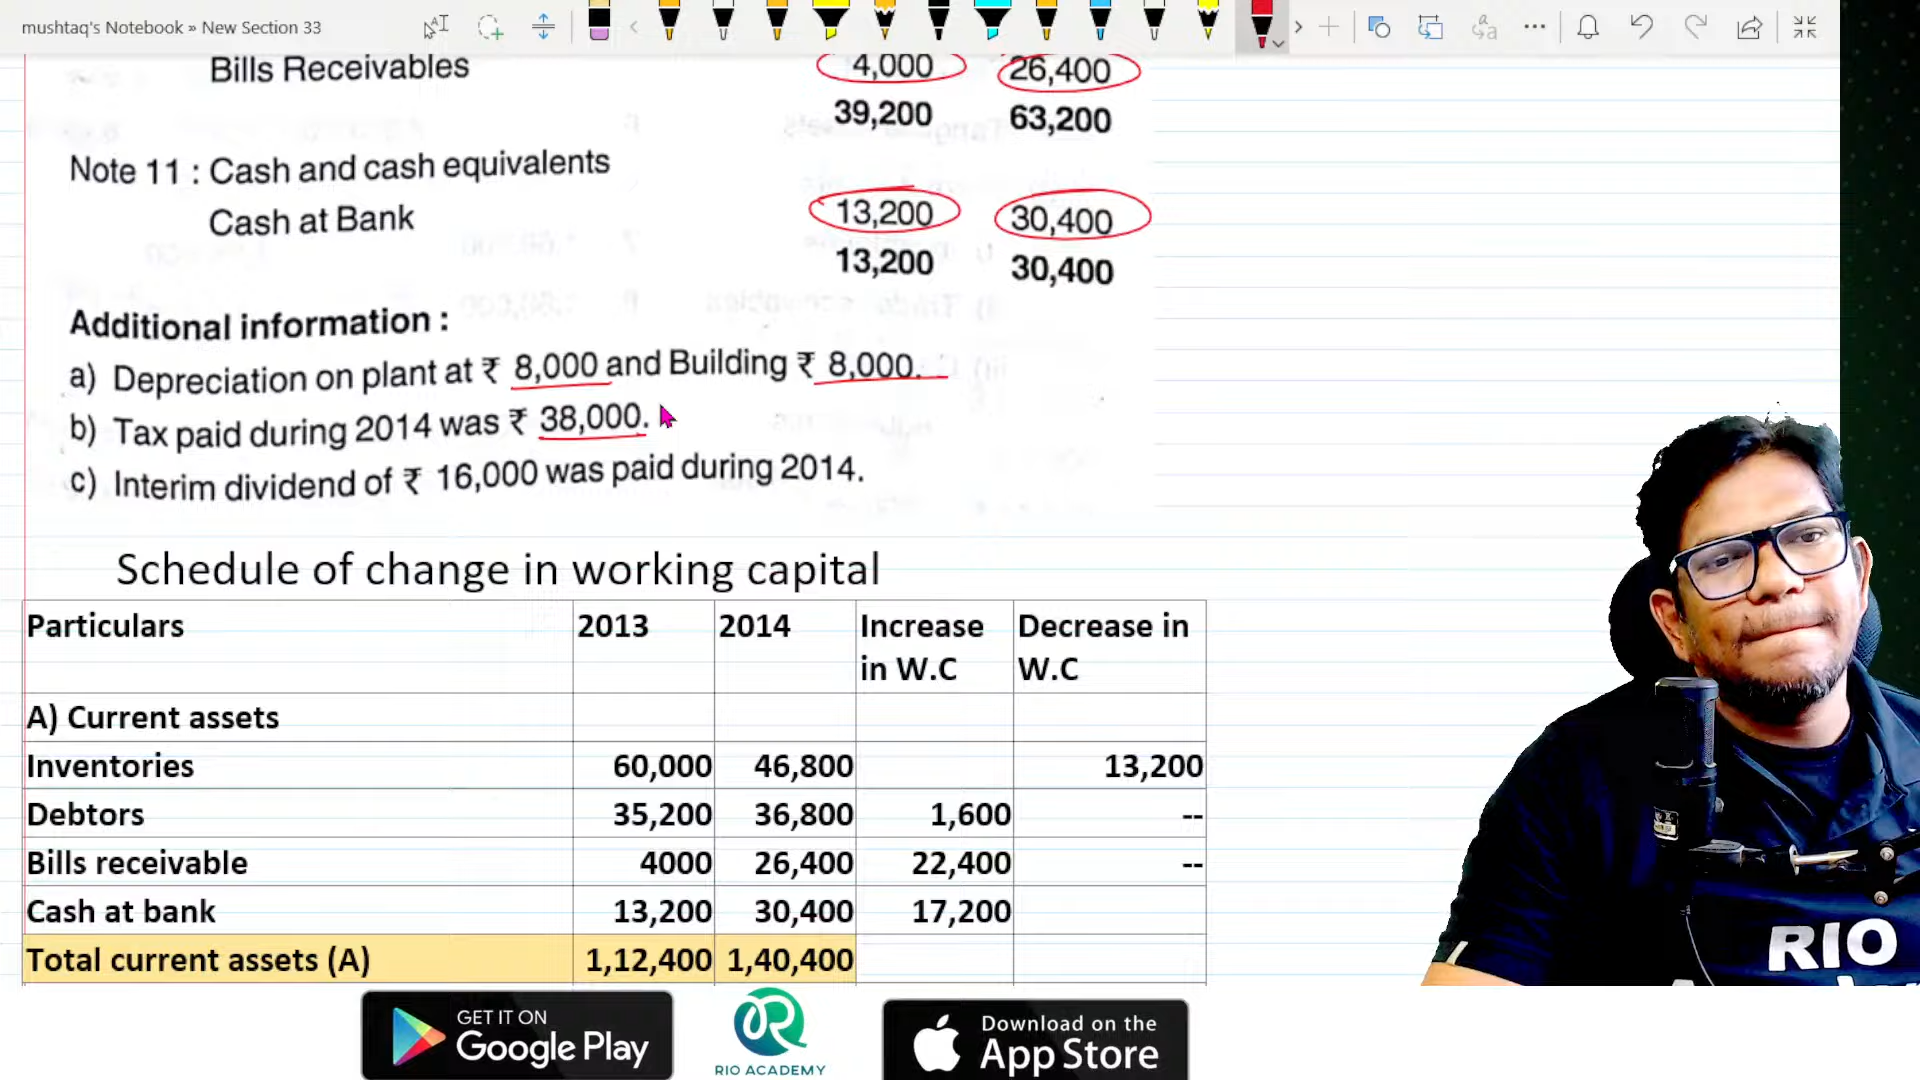 mushtaq's Notebook » New Section 33
Bills Receivables 4,000 26,400
39,200 63,200
Note 11 : Cash and cash equivalents
Cash at Bank 13,200 30,400
13,200 30,400
Additional information :
a) Depreciation on plant at ₹ 8,000 and Building ₹ 8,000.
b) Tax paid during 2014 was ₹ 38,000.
c) Interim dividend of ₹ 16,000 was paid during 2014.
Schedule of change in working capital
Particulars 2013 2014 Increase in W.C Decrease in W.C
A) Current assets
Inventories 60,000 46,800 13,200
Debtors 35,200 36,800 1,600 --
Bills receivable 4000 26,400 22,400 --
Cash at bank 13,200 30,400 17,200
Total current assets (A) 1,12,400 1,40,400
RIO
GET IT ON
Google Play
RIO ACADEMY
Download on the
App Store